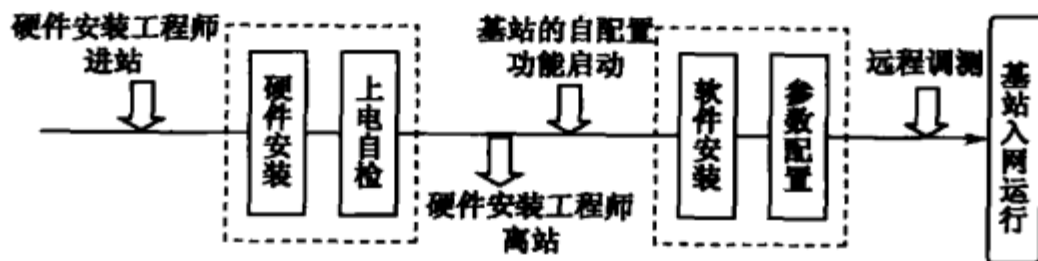 硬件安装工程师
进站
硬件安装
上电自检
硬件安装工程师
离站
基站的自配置
功能启动
软件安装
参数配置
远程调测
基站入网运行